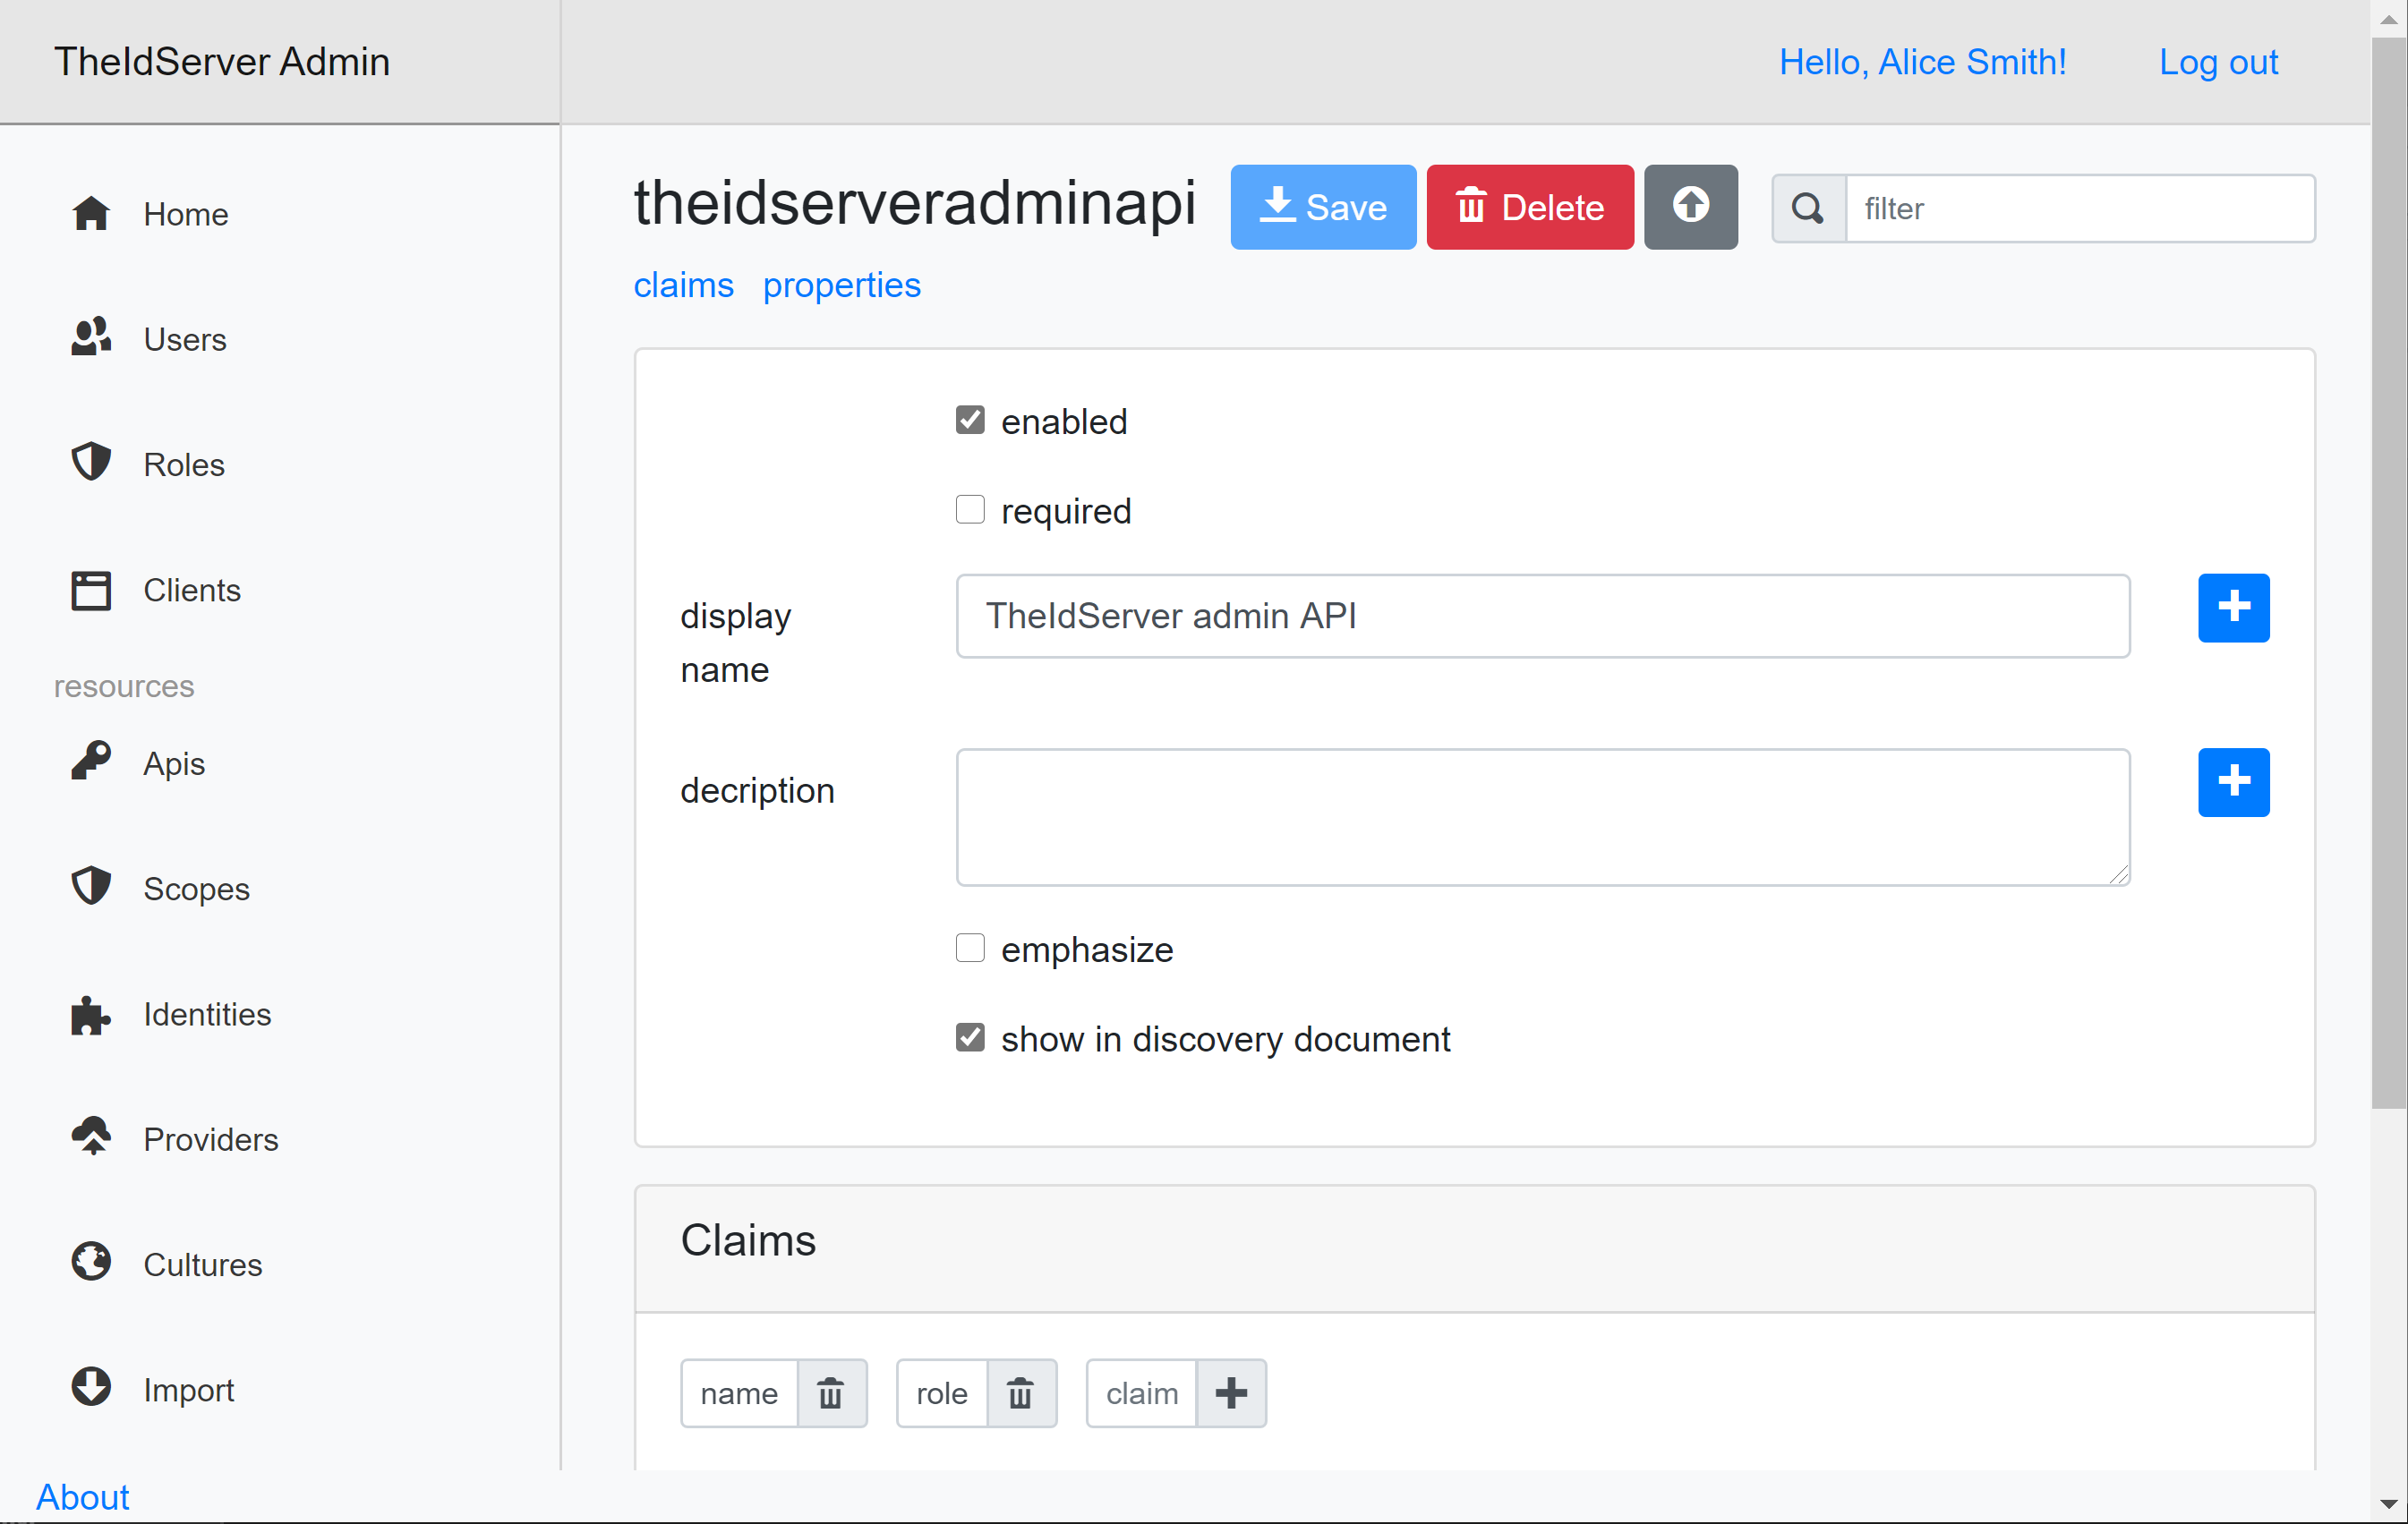 TheIdServer Admin
Hello, Alice Smith!
Log out
Home
Users
Roles
Clients
resources
Apis
Scopes
Identities
Providers
Cultures
Import
About
theidserveradminapi
Save
Delete
filter
claims properties
enabled
required
display
name
TheIdServer admin API
decription
emphasize
show in discovery document
Claims
name
role
claim